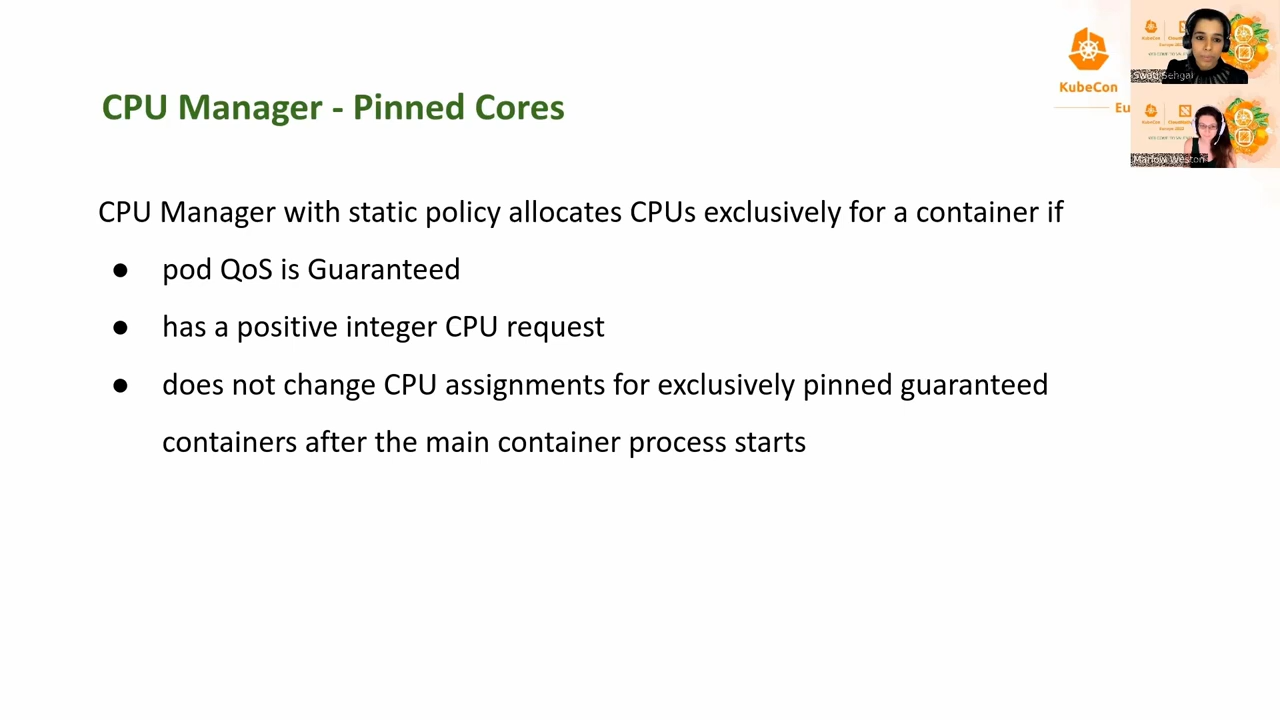 CPU Manager - Pinned Cores
CPU Manager with static policy allocates CPUs exclusively for a container if
● pod QoS is Guaranteed
● has a positive integer CPU request
● does not change CPU assignments for exclusively pinned guaranteed
containers after the main container process starts
KubeCon
Eu
KubeCon
Swati Sehgal
KubeCon
Marlow Weston